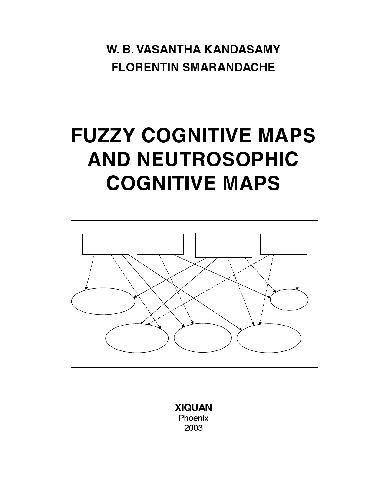 W. B. VASANTHA KANDASAMY
FLORENTIN SMARANDACHE
FUZZY COGNITIVE MAPS
AND NEUTROSOPHIC
COGNITIVE MAPS
XIQUAN
Phoenix
2003